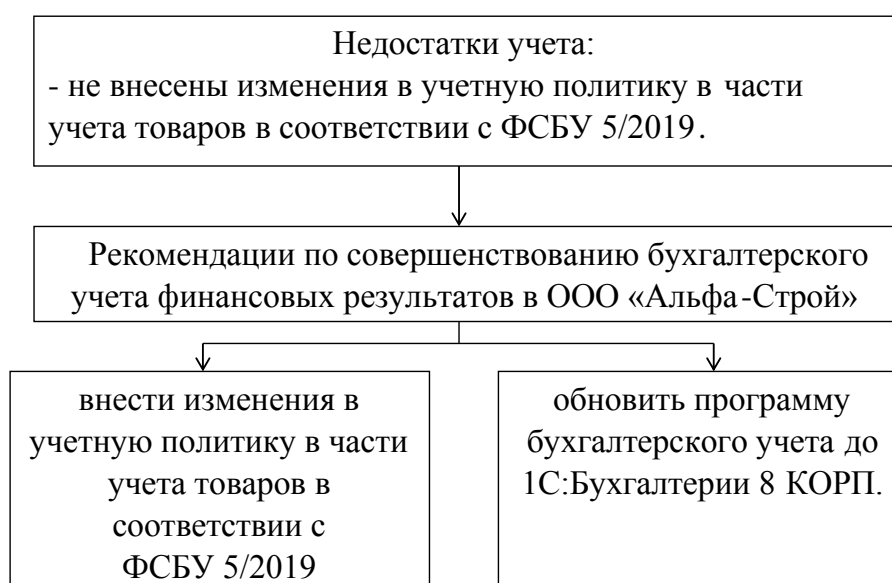 Недостатки учета:
- не внесены изменения в учетную политику в части
учета товаров в соответствии с ФСБУ 5/2019.
Рекомендации по совершенствованию бухгалтерского
учета финансовых результатов в ООО «Альфа-Строй»
внести изменения в
учетную политику в части
учета товаров в
соответствии с
ФСБУ 5/2019
обновить программу
бухгалтерского учета до
1С:Бухгалтерии 8 КОРП.